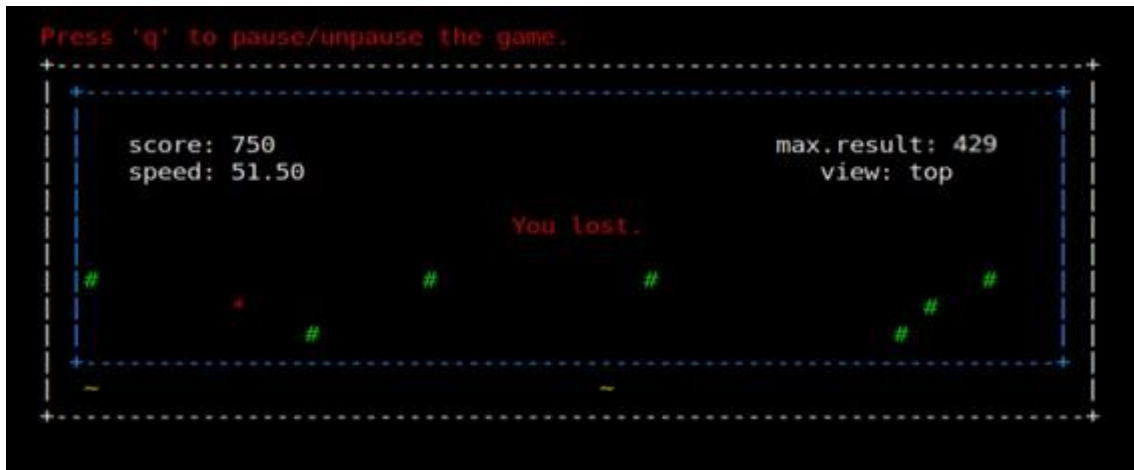 Press 'q' to pause/unpause the game.
score: 750
max.result: 429
speed: 51.50
view: top
You lost.
# # # #
* #
# #
~ ~